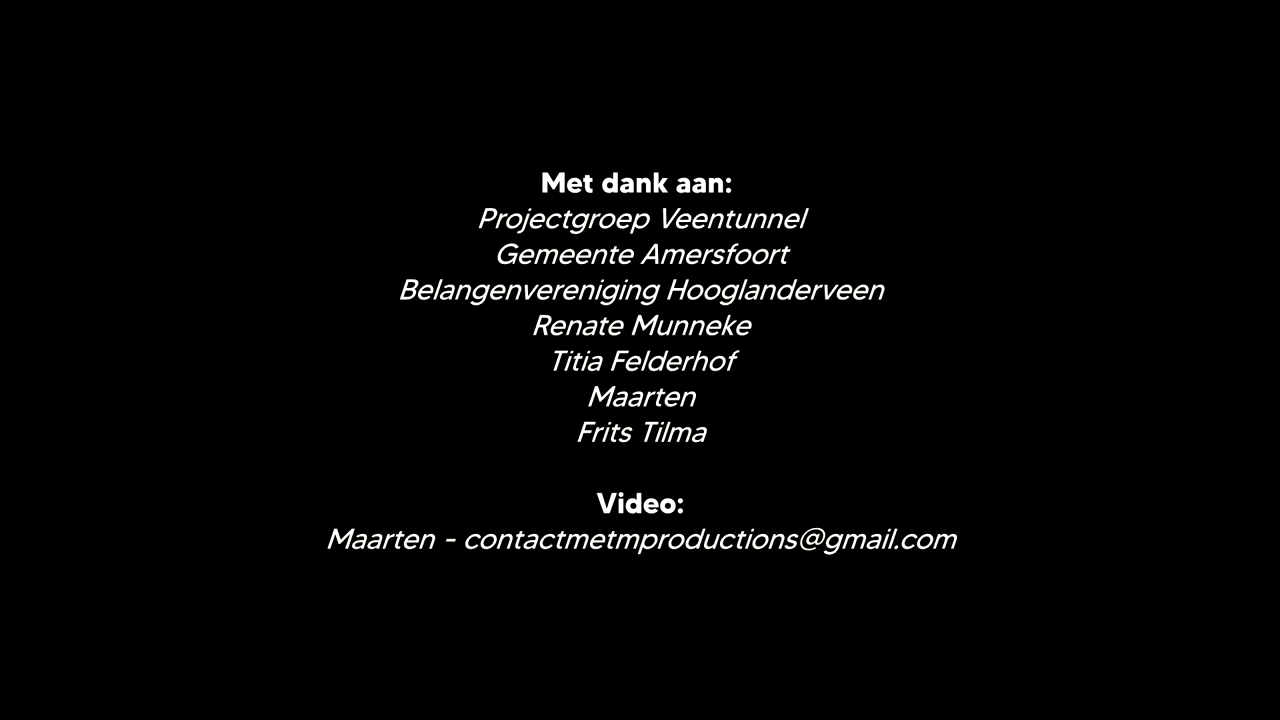 Met dank aan:
Projectgroep Veentunnel
Gemeente Amersfoort
Belangenvereniging Hooglanderveen
Renate Munneke
Titia Felderhof
Maarten
Frits Tilma
Video:
Maarten - contactmetmproductions@gmail.com